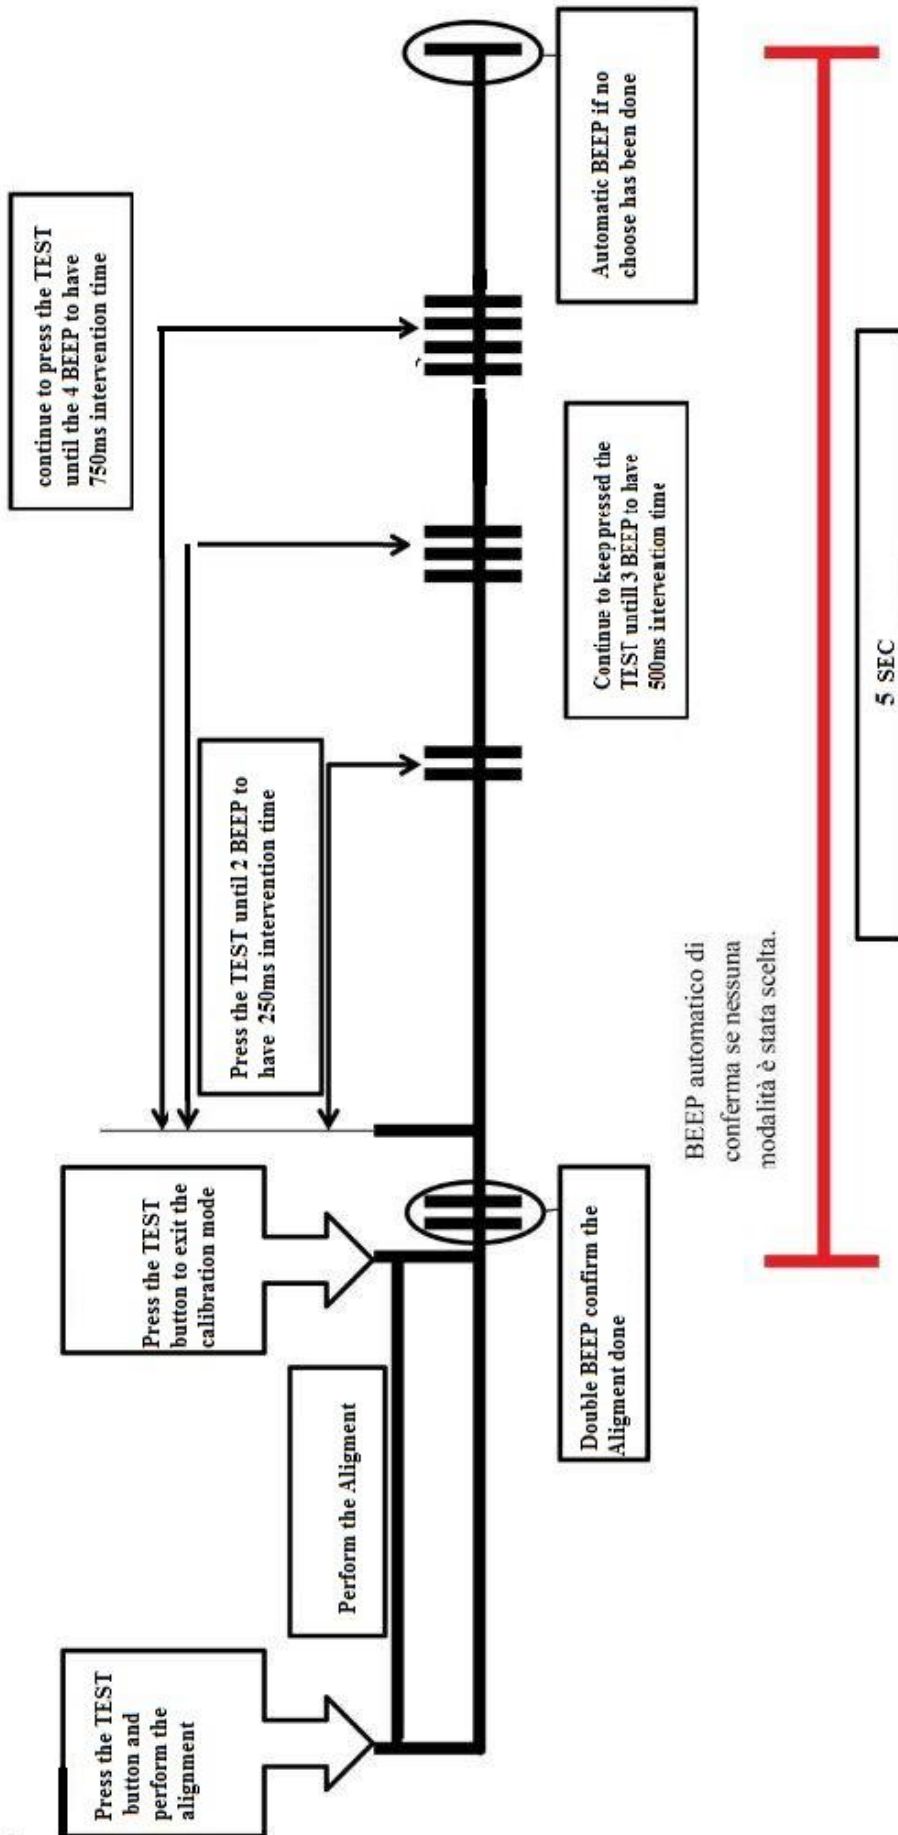 Press the TEST
button and
perform the
alignment
Perform the Aligment
Press the TEST
button to exit the
calibration mode
Double BEEP confirm the
Aligment done
Press the TEST until 2 BEEP to
have 250ms intervention time
continue to press the TEST
until the 4 BEEP to have
750ms intervention time
Continue to keep pressed the
TEST untill 3 BEEP to have
500ms intervention time
Automatic BEEP if no
choose has been done
BEEP automatico di
conferma se nessuna
modalità è stata scelta.
5 SEC